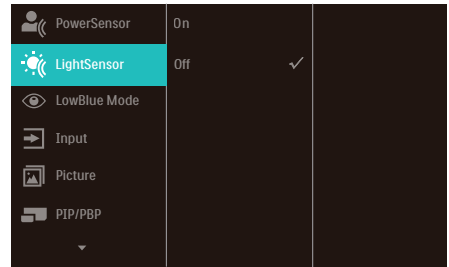 PowerSensor
On
LightSensor
Off
LowBlue Mode
Input
Picture
PIP/PBP